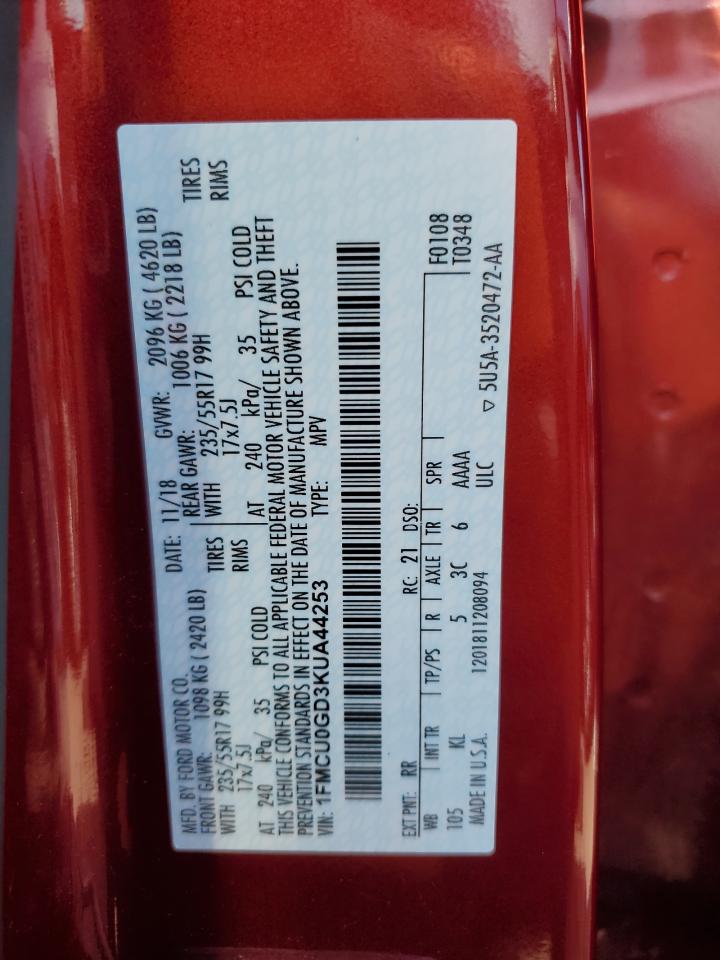 MFD. BY FORD MOTOR CO. DATE: 11/18 GVWR: 2096 KG ( 4620 LB)
FRONT GAWR: 1098 KG ( 2420 LB) REAR GAWR: 1006 KG ( 2218 LB)
WITH 235/55R17 99H TIRES WITH 235/55R17 99H TIRES
17x7.5J RIMS 17x7.5J RIMS
AT 240 kPa/ 35 PSI COLD AT 240 kPa/ 35 PSI COLD
THIS VEHICLE CONFORMS TO ALL APPLICABLE FEDERAL MOTOR VEHICLE SAFETY AND THEFT
PREVENTION STANDARDS IN EFFECT ON THE DATE OF MANUFACTURE SHOWN ABOVE.
VIN: 1FMCU0GD3KUA44253 TYPE: MPV
EXT PNT: RR RC: 21 DSO: F0108
WB INT TR TP/PS R AXLE TR SPR T0348
105 KL 5 3C 6 AAAA
MADE IN U.S.A. 1201811208094 ULC ▽ 5U5A-3520472-AA